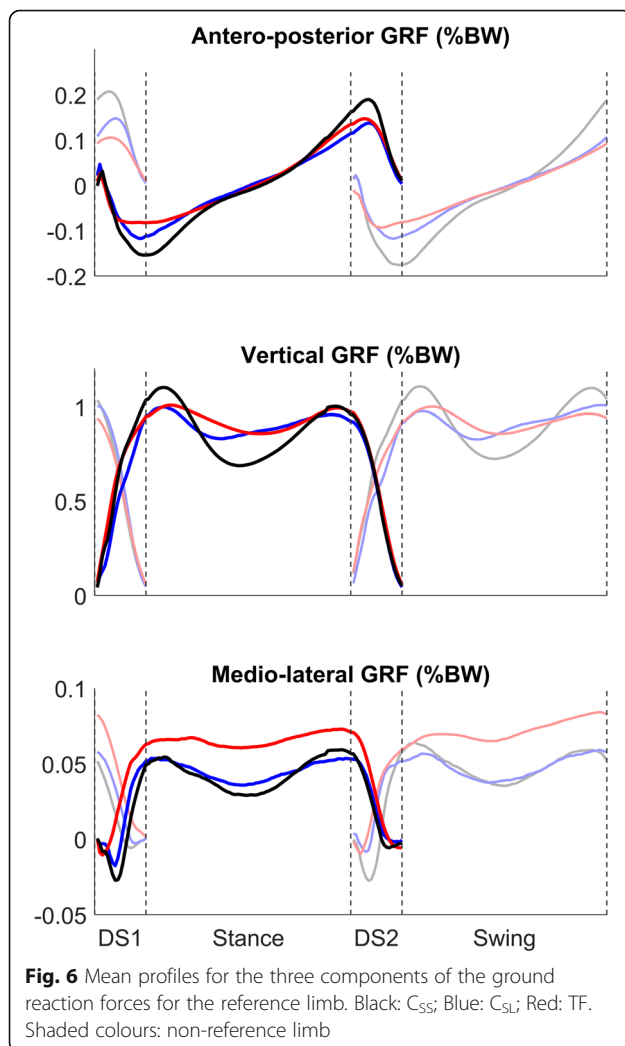 Antero-posterior GRF (%BW)
0.2
0.1
0
-0.1
-0.2
Vertical GRF (%BW)
1
0.5
0
Medio-lateral GRF (%BW)
0.1
0.05
0
-0.05
DS1 Stance DS2 Swing
Fig. 6 Mean profiles for the three components of the ground
reaction forces for the reference limb. Black: CSS; Blue: CSL; Red: TF.
Shaded colours: non-reference limb